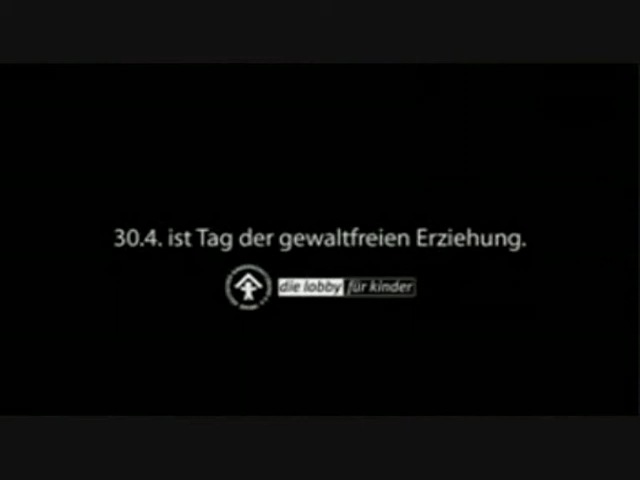 30.4. ist Tag der gewaltfreien Erziehung.
die lobby für kinder